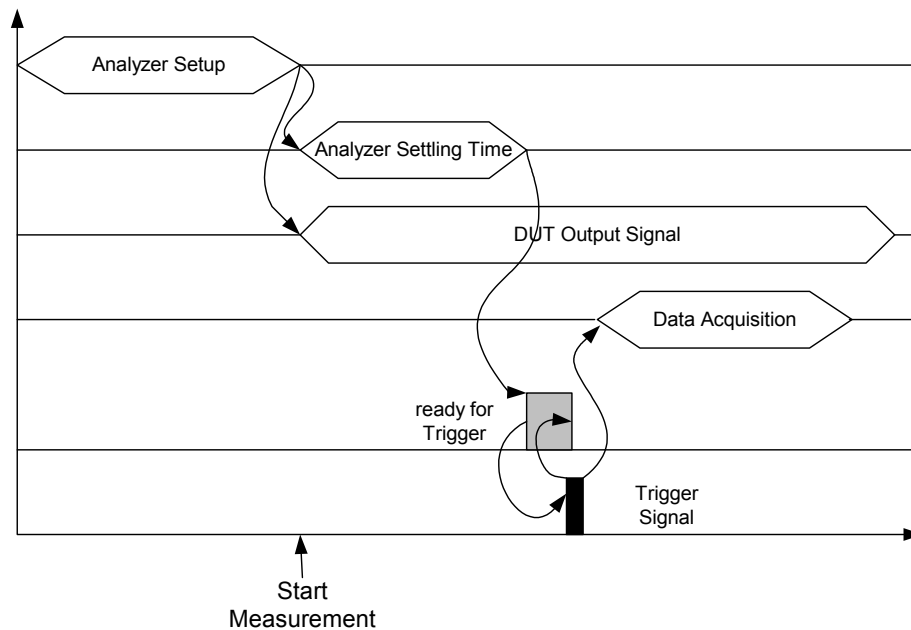 Analyzer Setup
Analyzer Settling Time
DUT Output Signal
Data Acquisition
ready for
Trigger
Trigger
Signal
Start
Measurement